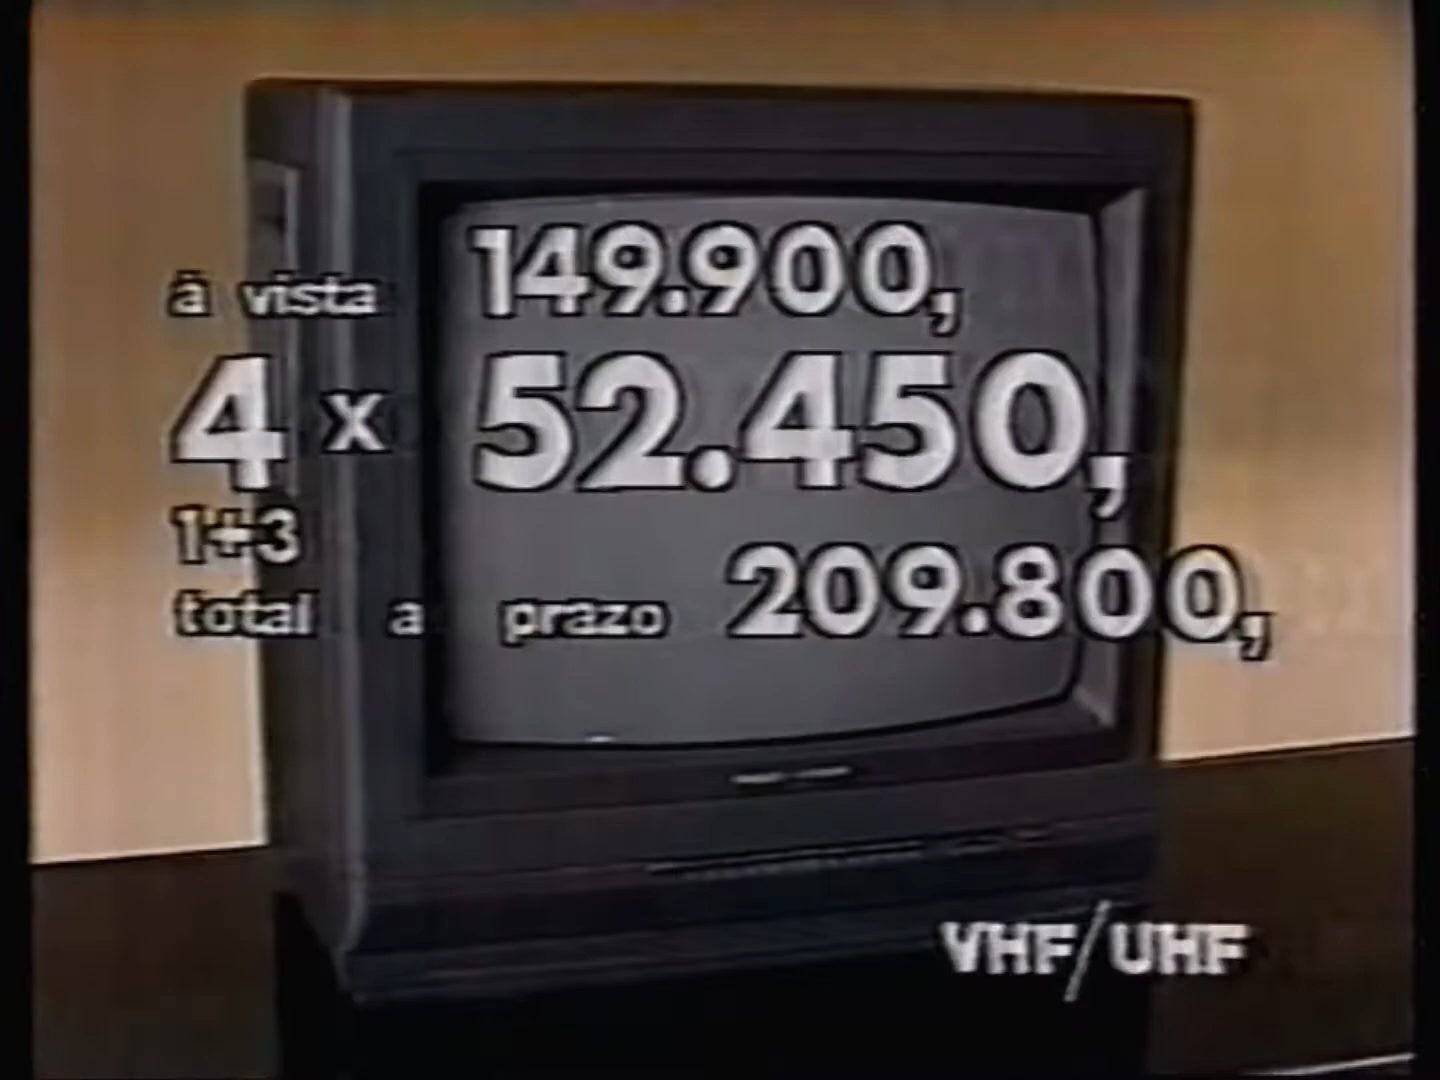 à vista 149.900,
4 x 52.450,
1+3
total a prazo 209.800,
VHF/UHF